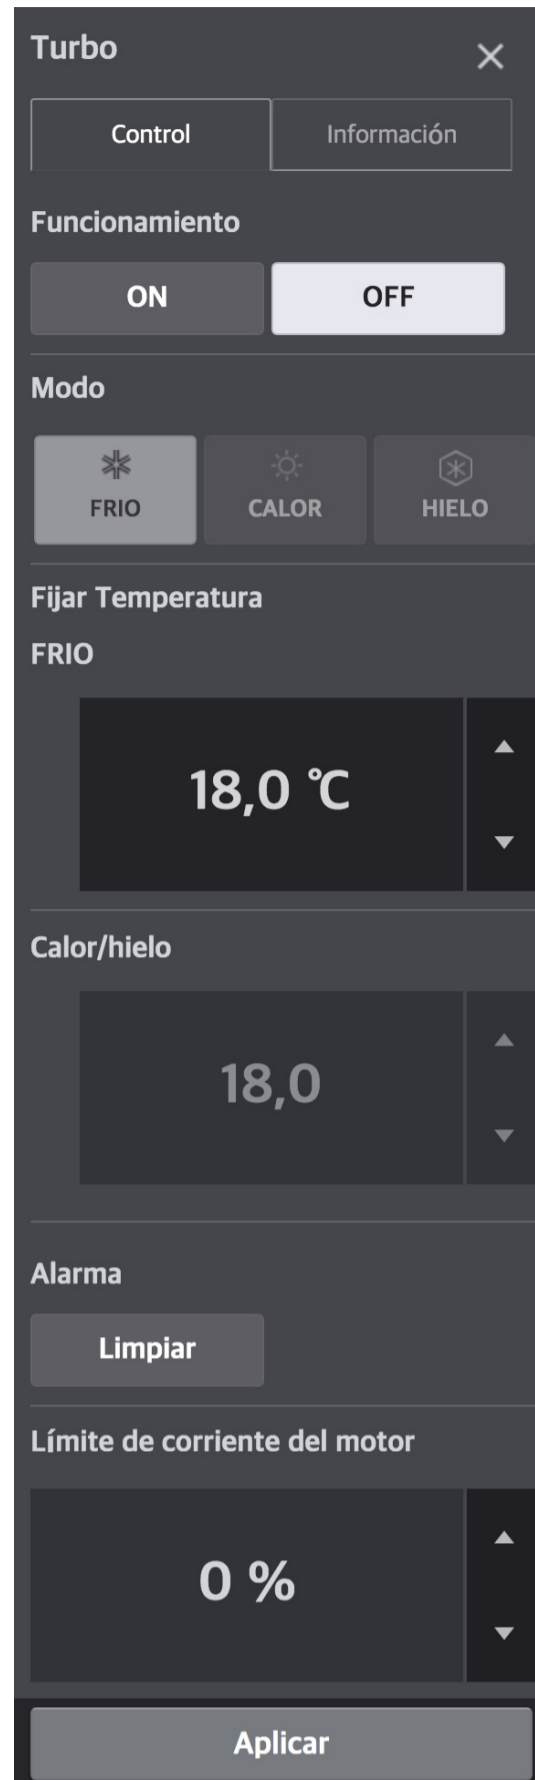 Turbo
Control Información
Funcionamiento
ON OFF
Modo
FRIO CALOR HIELO
Fijar Temperatura
FRIO
18,0 ℃
Calor/hielo
18,0
Alarma
Limpiar
Límite de corriente del motor
0 %
Aplicar